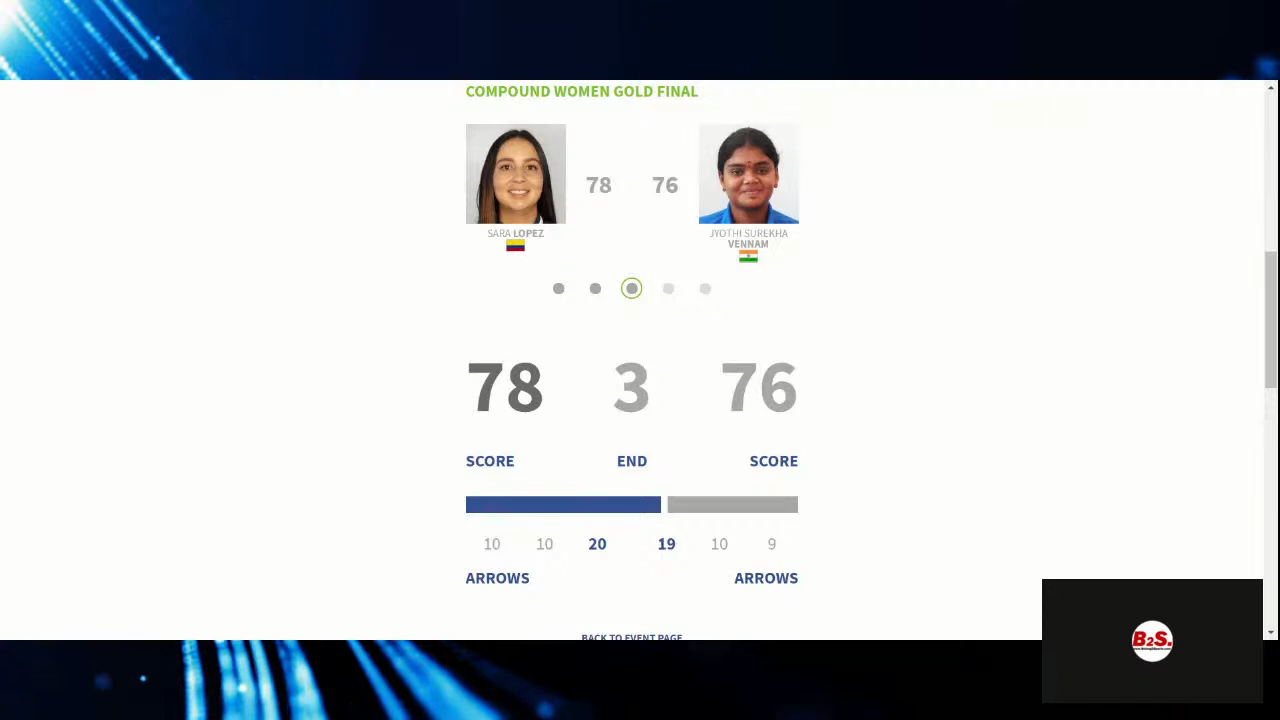 COMPOUND WOMEN GOLD FINAL
78 76
SARA LOPEZ
JYOTHI SUREKHA
VENNAM
78 3 76
SCORE END SCORE
10 10 20 19 10 9
ARROWS ARROWS
BACK TO EVENT PAGE
B2S.